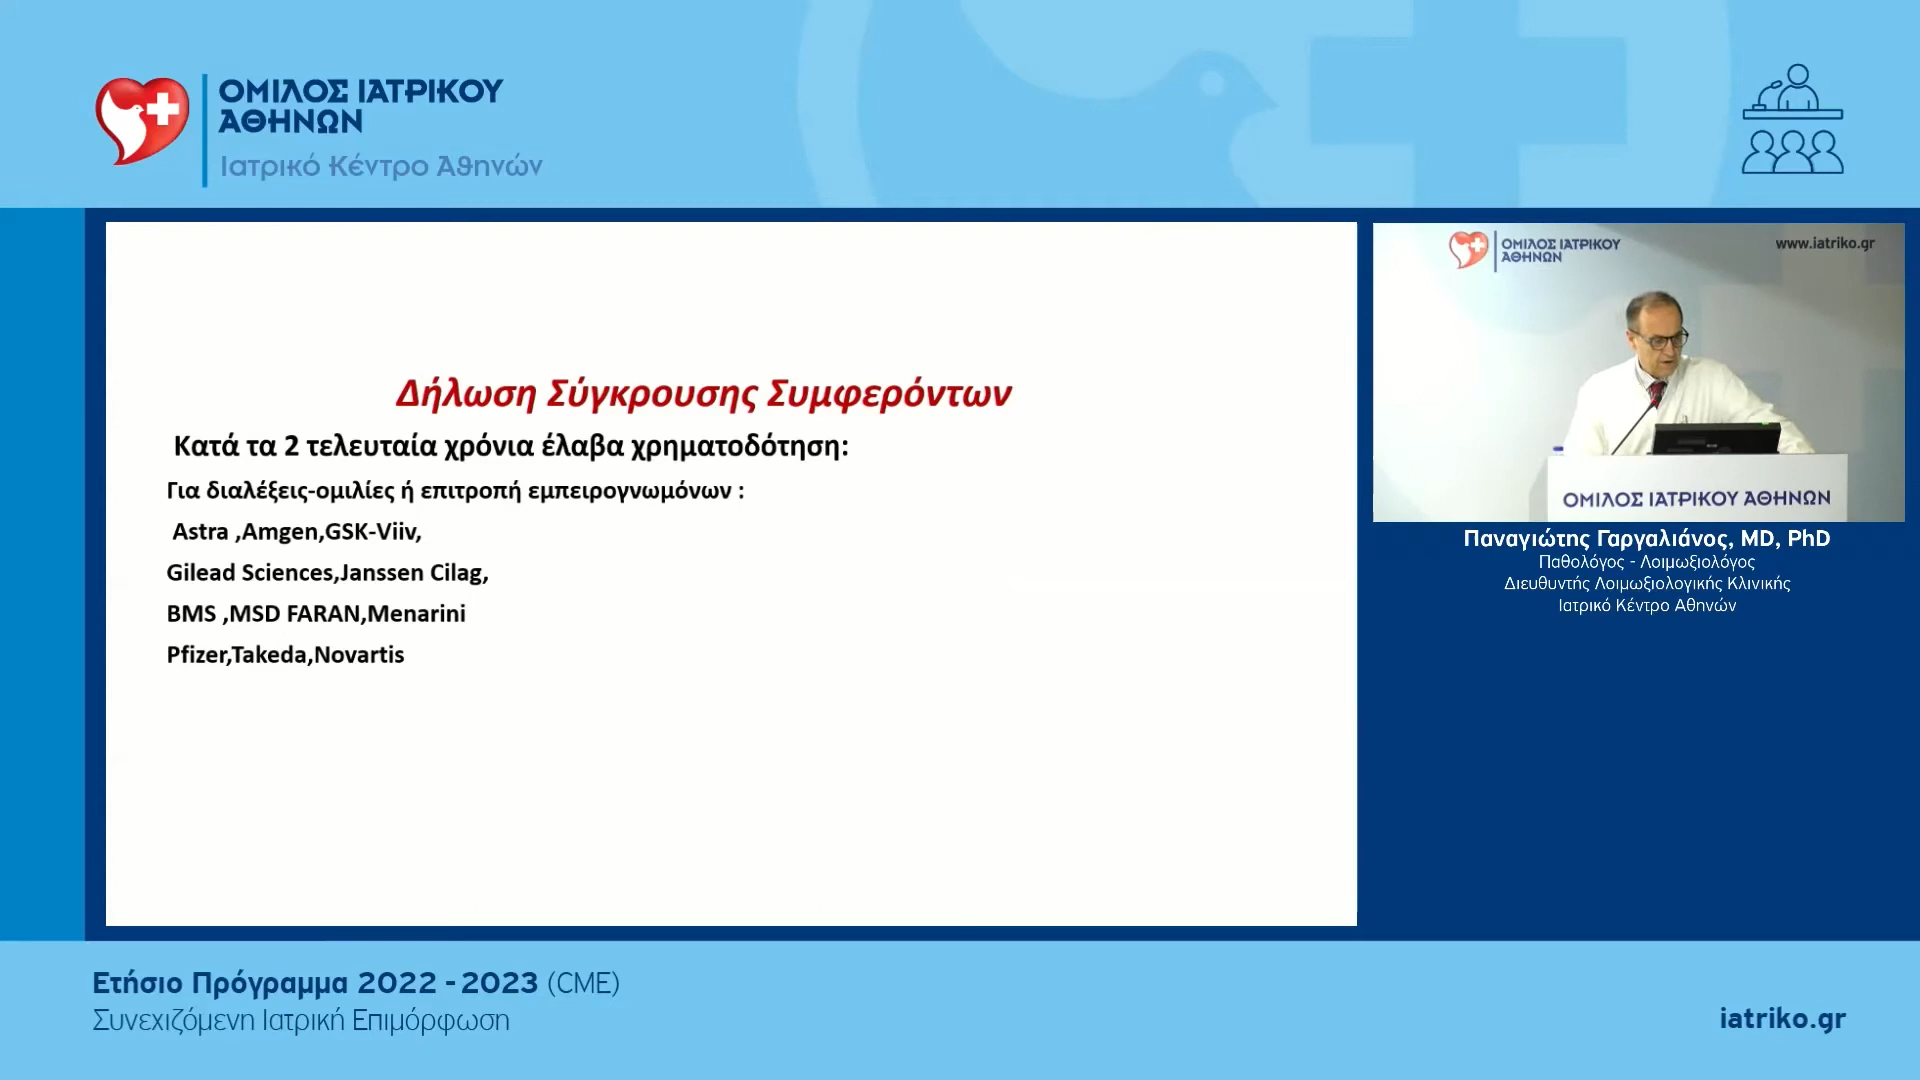 ΟΜΙΛΟΣ ΙΑΤΡΙΚΟΥ
ΑΘΗΝΩΝ
Ιατρικό Κέντρο Αθηνών
Δήλωση Σύγκρουσης Συμφερόντων
Κατά τα 2 τελευταία χρόνια έλαβα χρηματοδότηση:
Για διαλέξεις-ομιλίες ή επιτροπή εμπειρογνωμόνων :
Astra ,Amgen,GSK-Viiv,
Gilead Sciences,Janssen Cilag,
BMS ,MSD FARAN,Menarini
Pfizer,Takeda,Novartis
ΟΜΙΛΟΣ ΙΑΤΡΙΚΟΥ
ΑΘΗΝΩΝ
www.iatriko.gr
ΟΜΙΛΟΣ ΙΑΤΡΙΚΟΥ ΑΘΗΝΩΝ
Παναγιώτης Γαργαλιάνος, MD, PhD
Παθολόγος - Λοιμωξιολόγος
Διευθυντής Λοιμωξιολογικής Κλινικής
Ιατρικό Κέντρο Αθηνών
Ετήσιο Πρόγραμμα 2022 - 2023 (CME)
Συνεχιζόμενη Ιατρική Επιμόρφωση
iatriko.gr